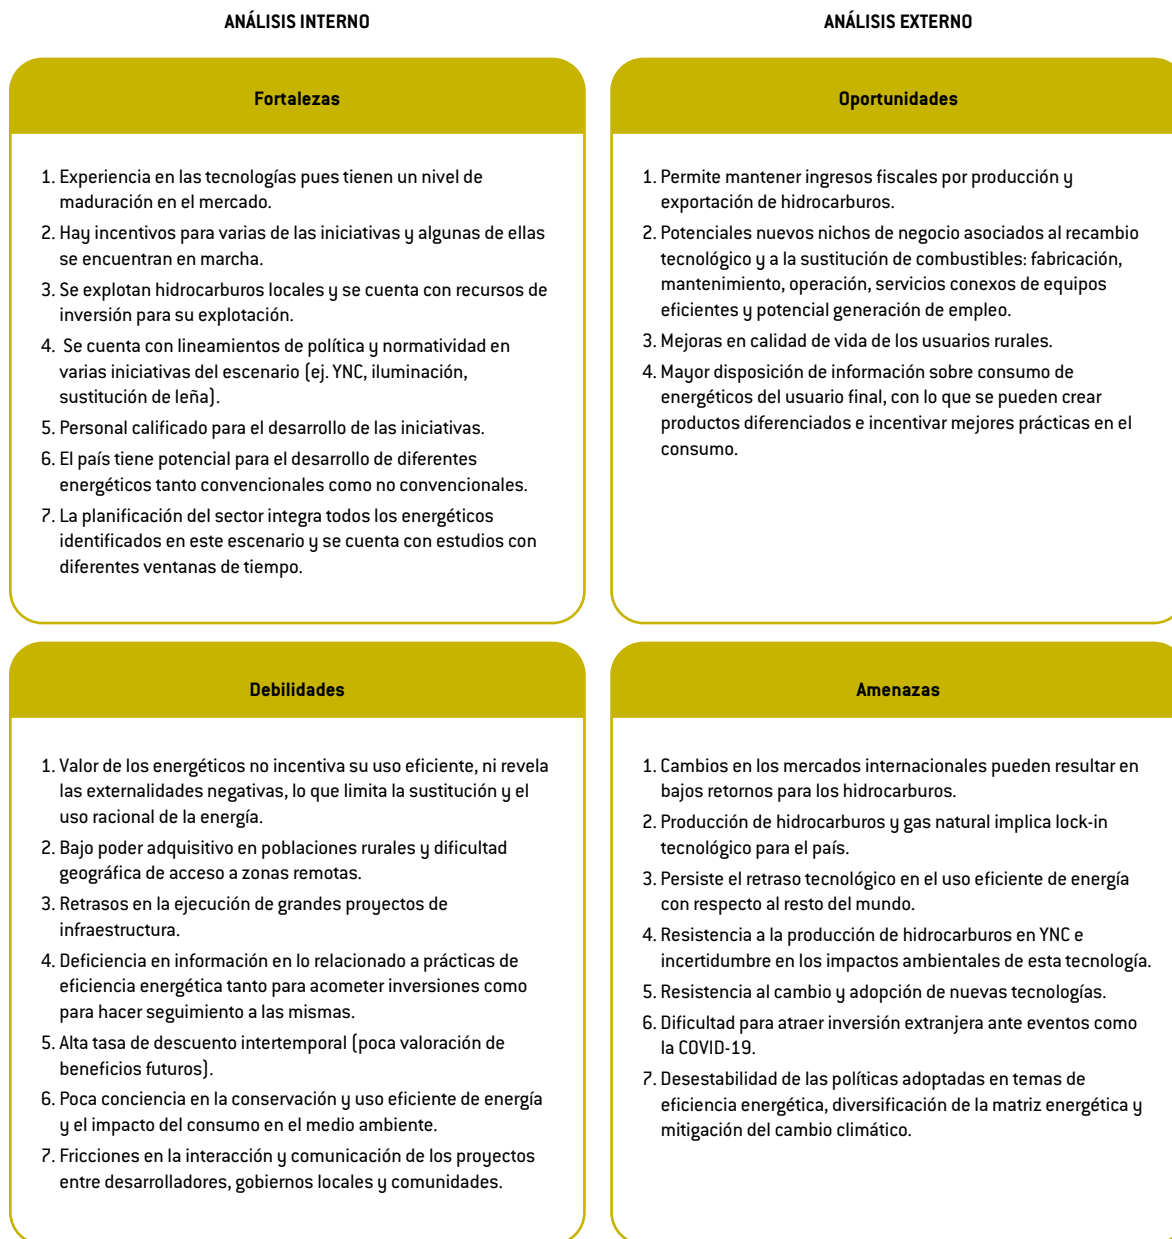 ANÁLISIS INTERNO
ANÁLISIS EXTERNO
Fortalezas
1. Experiencia en las tecnologías pues tienen un nivel de
maduración en el mercado.
2. Hay incentivos para varias de las iniciativas y algunas de ellas
se encuentran en marcha.
3. Se explotan hidrocarburos locales y se cuenta con recursos de
inversión para su explotación.
4. Se cuenta con lineamientos de política y normatividad en
varias iniciativas del escenario (ej. YNC, iluminación,
sustitución de leña).
5. Personal calificado para el desarrollo de las iniciativas.
6. El país tiene potencial para el desarrollo de diferentes
energéticos tanto convencionales como no convencionales.
7. La planificación del sector integra todos los energéticos
identificados en este escenario y se cuenta con estudios con
diferentes ventanas de tiempo.
Oportunidades
1. Permite mantener ingresos fiscales por producción y
exportación de hidrocarburos.
2. Potenciales nuevos nichos de negocio asociados al recambio
tecnológico y a la sustitución de combustibles: fabricación,
mantenimiento, operación, servicios conexos de equipos
eficientes y potencial generación de empleo.
3. Mejoras en calidad de vida de los usuarios rurales.
4. Mayor disposición de información sobre consumo de
energéticos del usuario final, con lo que se pueden crear
productos diferenciados e incentivar mejores prácticas en el
consumo.
Debilidades
1. Valor de los energéticos no incentiva su uso eficiente, ni revela
las externalidades negativas, lo que limita la sustitución y el
uso racional de la energía.
2. Bajo poder adquisitivo en poblaciones rurales y dificultad
geográfica de acceso a zonas remotas.
3. Retrasos en la ejecución de grandes proyectos de
infraestructura.
4. Deficiencia en información en lo relacionado a prácticas de
eficiencia energética tanto para acometer inversiones como
para hacer seguimiento a las mismas.
5. Alta tasa de descuento intertemporal (poca valoración de
beneficios futuros).
6. Poca conciencia en la conservación y uso eficiente de energía
y el impacto del consumo en el medio ambiente.
7. Fricciones en la interacción y comunicación de los proyectos
entre desarrolladores, gobiernos locales y comunidades.
Amenazas
1. Cambios en los mercados internacionales pueden resultar en
bajos retornos para los hidrocarburos.
2. Producción de hidrocarburos y gas natural implica lock-in
tecnológico para el país.
3. Persiste el retraso tecnológico en el uso eficiente de energía
con respecto al resto del mundo.
4. Resistencia a la producción de hidrocarburos en YNC e
incertidumbre en los impactos ambientales de esta tecnología.
5. Resistencia al cambio y adopción de nuevas tecnologías.
6. Dificultad para atraer inversión extranjera ante eventos como
la COVID-19.
7. Desestabilidad de las políticas adoptadas en temas de
eficiencia energética, diversificación de la matriz energética y
mitigación del cambio climático.